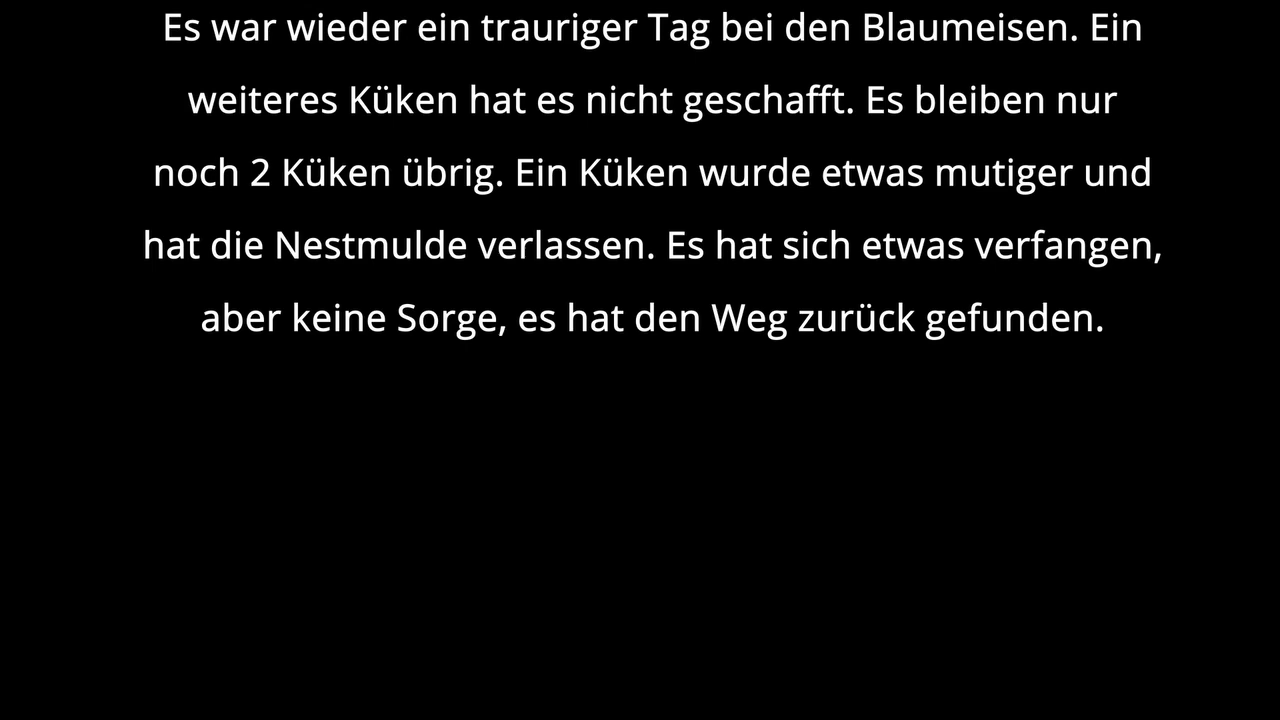 Es war wieder ein trauriger Tag bei den Blaumeisen. Ein
weiteres Küken hat es nicht geschafft. Es bleiben nur
noch 2 Küken übrig. Ein Küken wurde etwas mutiger und
hat die Nestmulde verlassen. Es hat sich etwas verfangen,
aber keine Sorge, es hat den Weg zurück gefunden.